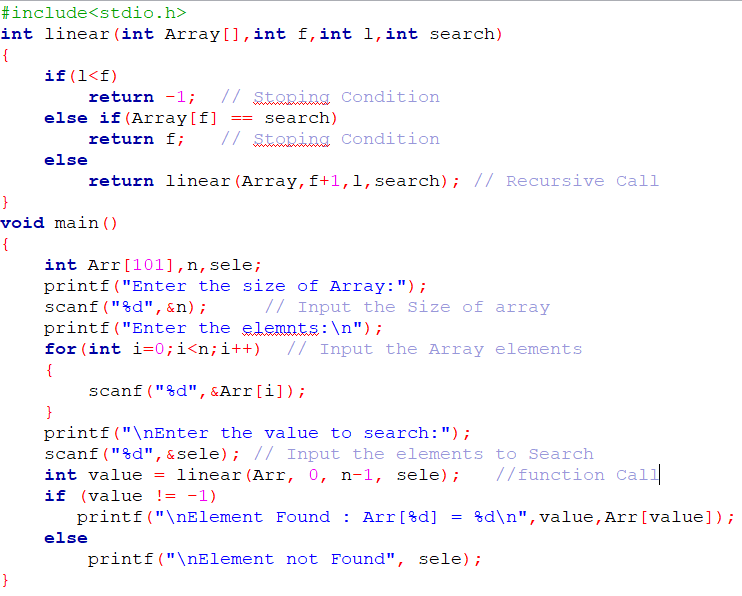 #include<stdio.h>
int linear(int Array[],int f,int l,int search)
{
    if(l<f)
        return -1;  // Stoping Condition
    else if(Array[f] == search)
        return f;   // Stoping Condition
    else
        return linear(Array,f+1,l,search); // Recursive Call
}
void main()
{
    int Arr[101],n,sele;
    printf("Enter the size of Array:");
    scanf("%d",&n);     // Input the Size of array
    printf("Enter the elemnts:\n");
    for(int i=0;i<n;i++)  // Input the Array elements
    {
        scanf("%d",&Arr[i]);
    }
    printf("\nEnter the value to search:");
    scanf("%d",&sele); // Input the elements to Search
    int value = linear(Arr, 0, n-1, sele);   //function Call
    if (value != -1)
       printf("\nElement Found : Arr[%d] = %d\n",value,Arr[value]);
    else
        printf("\nElement not Found", sele);
}